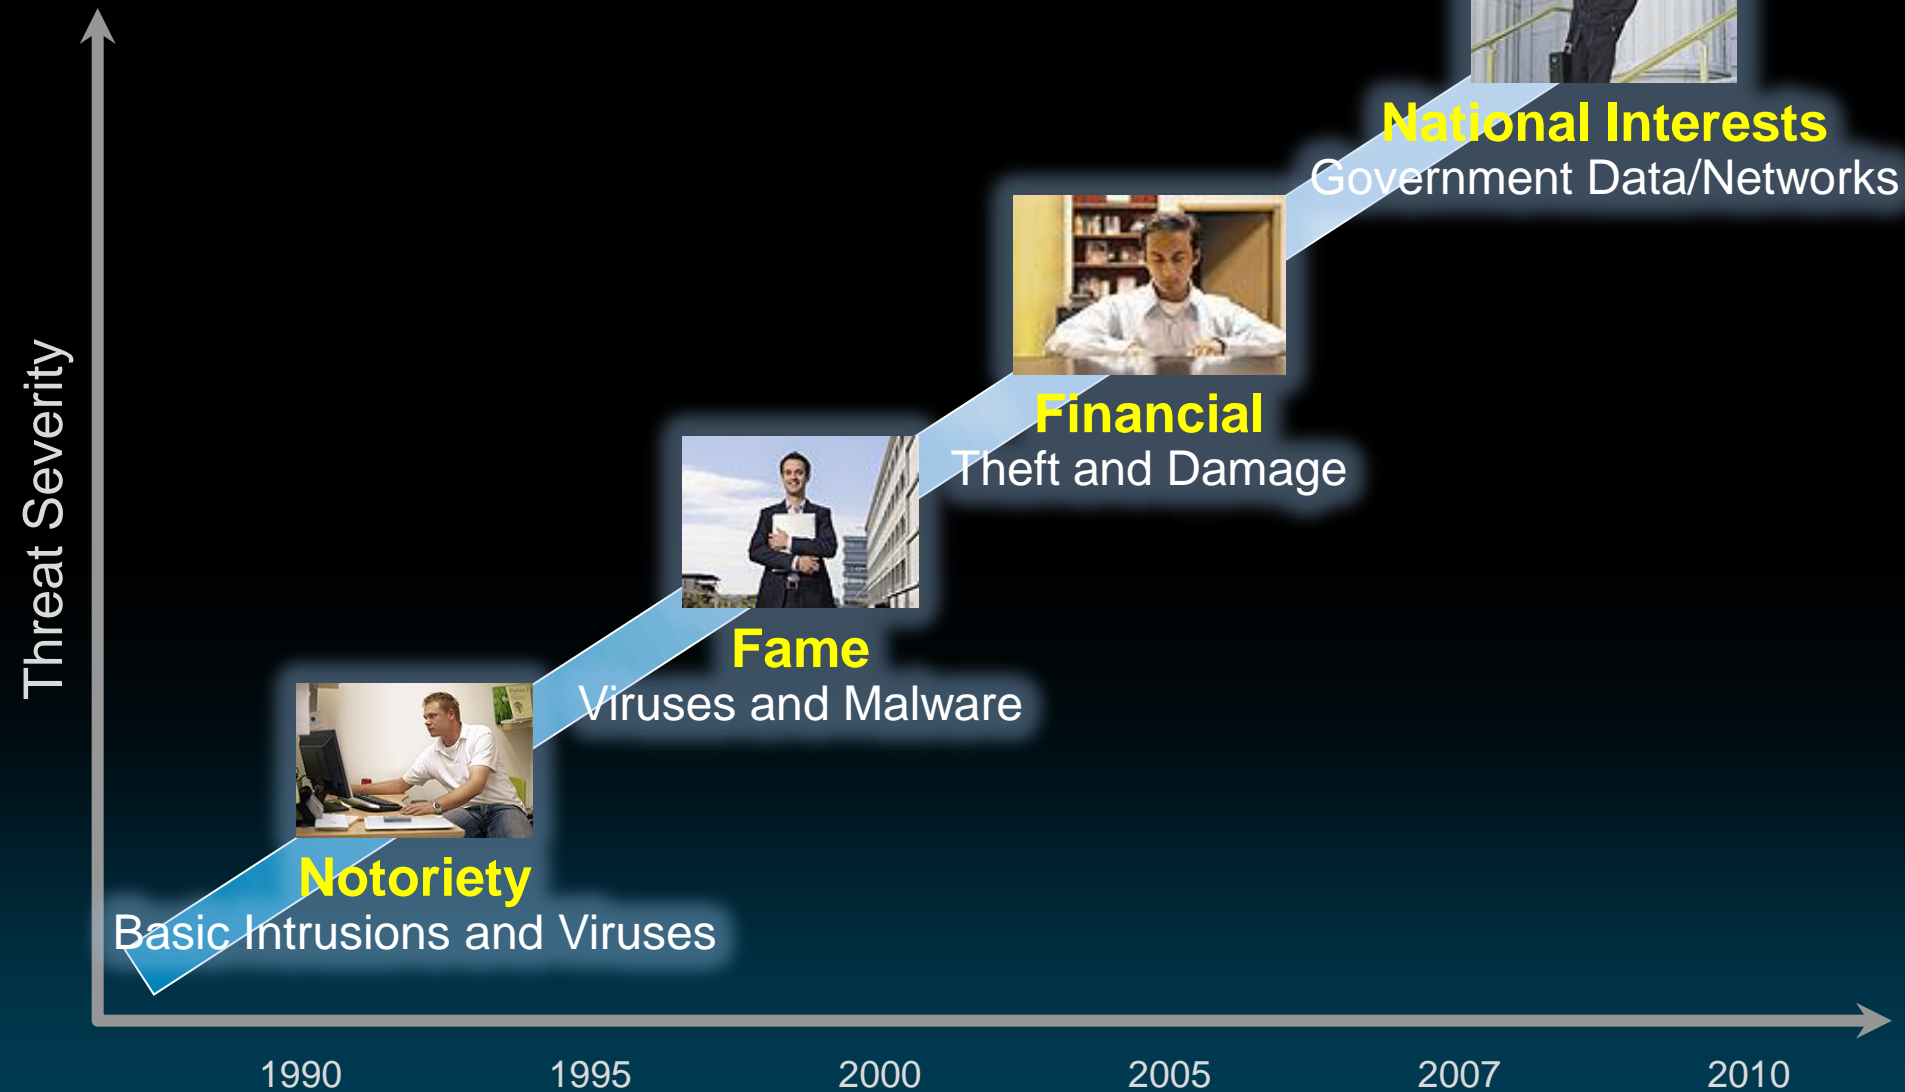 National Interests
Government Data/Networks
Financial
Theft and Damage
Fame
Viruses and Malware
Notoriety
Basic Intrusions and Viruses
Threat Severity
1990 1995 2000 2005 2007 2010